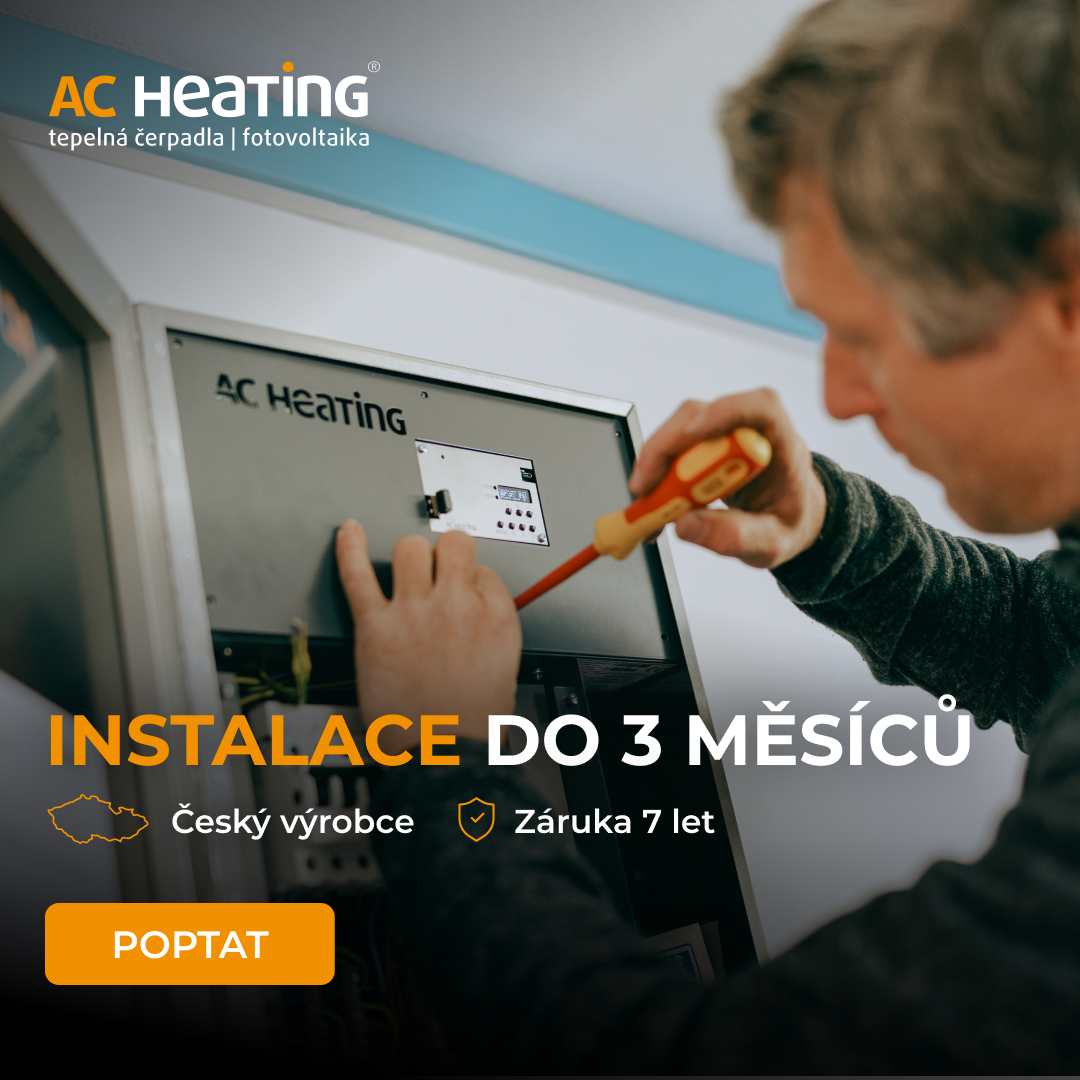 AC HEATING®
tepelná čerpadla | fotovoltaika
AC HEATING
INSTALACE DO 3 MĚSÍCŮ
Český výrobce
Záruka 7 let
POPTAT